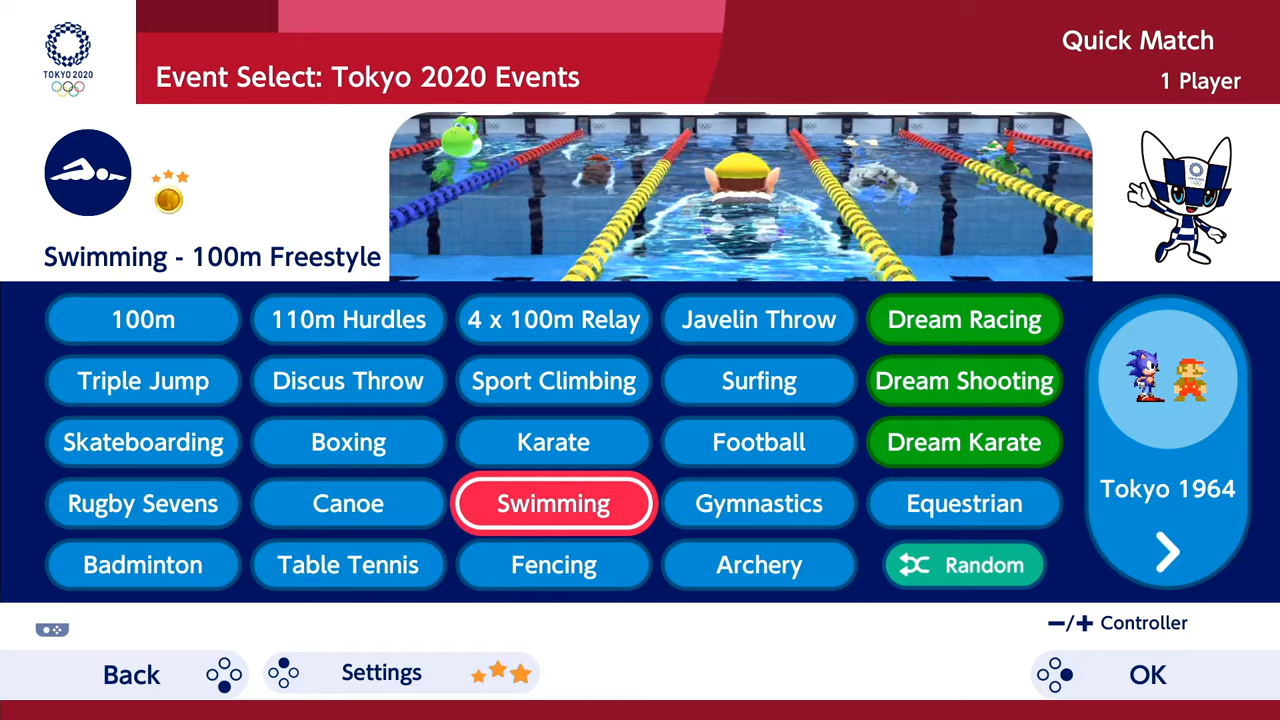 TOKYO 2020
Event Select: Tokyo 2020 Events
Quick Match
1 Player
Swimming - 100m Freestyle
100m
110m Hurdles
4 x 100m Relay
Javelin Throw
Dream Racing
Triple Jump
Discus Throw
Sport Climbing
Surfing
Dream Shooting
Skateboarding
Boxing
Karate
Football
Dream Karate
Rugby Sevens
Canoe
Swimming
Gymnastics
Equestrian
Badminton
Table Tennis
Fencing
Archery
Random
Tokyo 1964
−/+ Controller
Back
Settings
OK